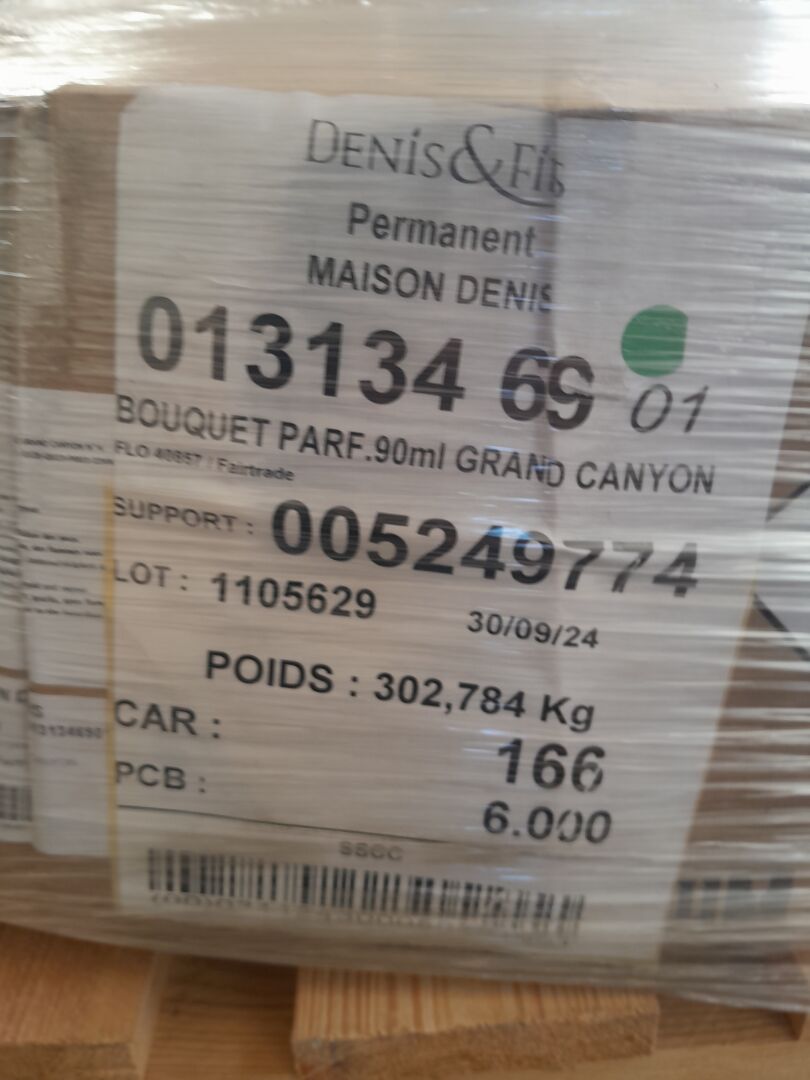 DENIS & Fils
Permanent
MAISON DENIS
013134 69 01
BOUQUET PARF.90ml GRAND CANYON
FLO 40857 / Fairtrade
SUPPORT : 005249774
LOT : 1105629 30/09/24
POIDS : 302,784 Kg
CAR : 166
PCB : 6.000
SSCC